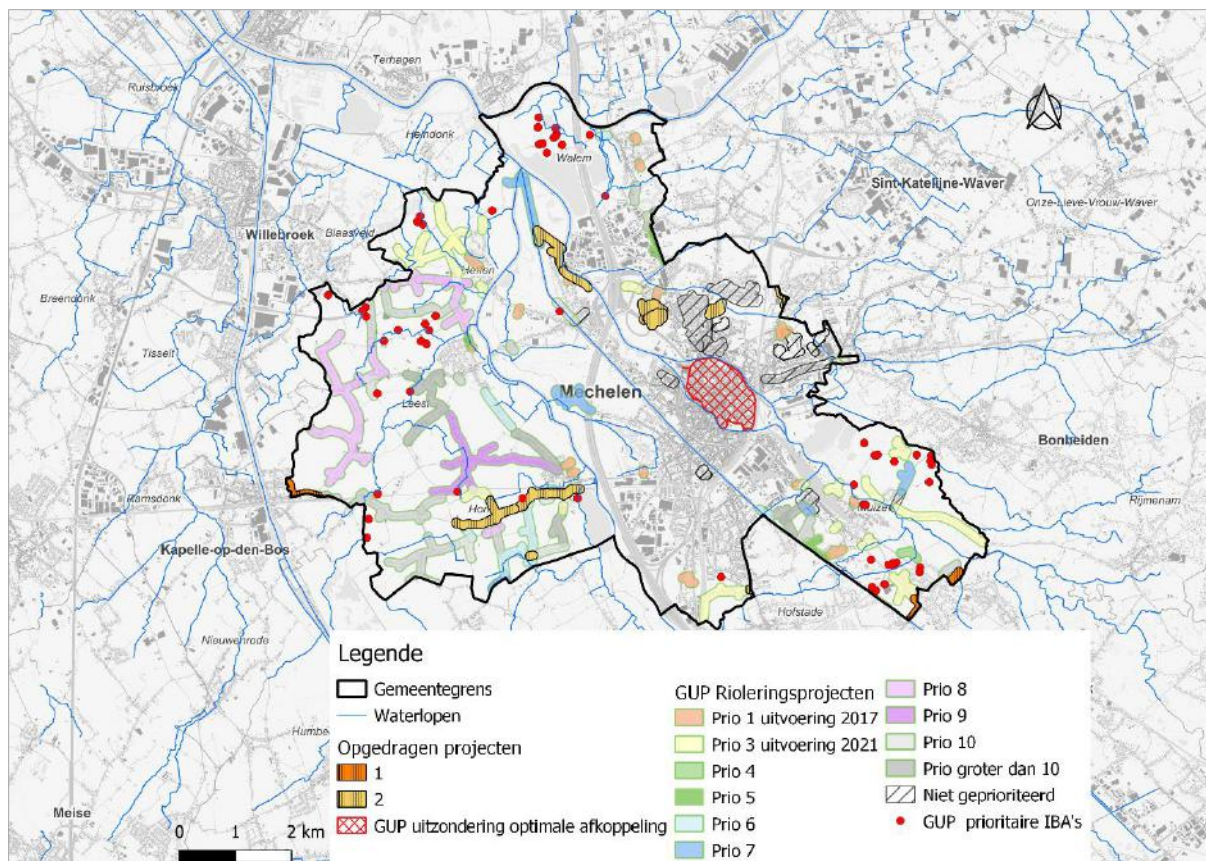 Terhagen
Ruisbroek
Heindonk
Walem
Sint-Katelijne-Waver
Onze-Lieve-Vrouw-Waver
Willebroek
Blaasveld
Heffen
Breendonk
Tisselt
Leest
Mechelen
Bonheiden
Rijmenam
Ramsdonk
Muizen
Kapelle-op-den-Bos
Hofstade
Nieuwenrode
Meise
0 1 2 km
Legende
Gemeentegrens
Waterlopen
Opgedragen projecten
1
2
GUP uitzondering optimale afkoppeling
GUP Rioleringsprojecten
Prio 1 uitvoering 2017
Prio 3 uitvoering 2021
Prio 4
Prio 5
Prio 6
Prio 7
Prio 8
Prio 9
Prio 10
Prio groter dan 10
Niet geprioriteerd
GUP prioritaire IBA's